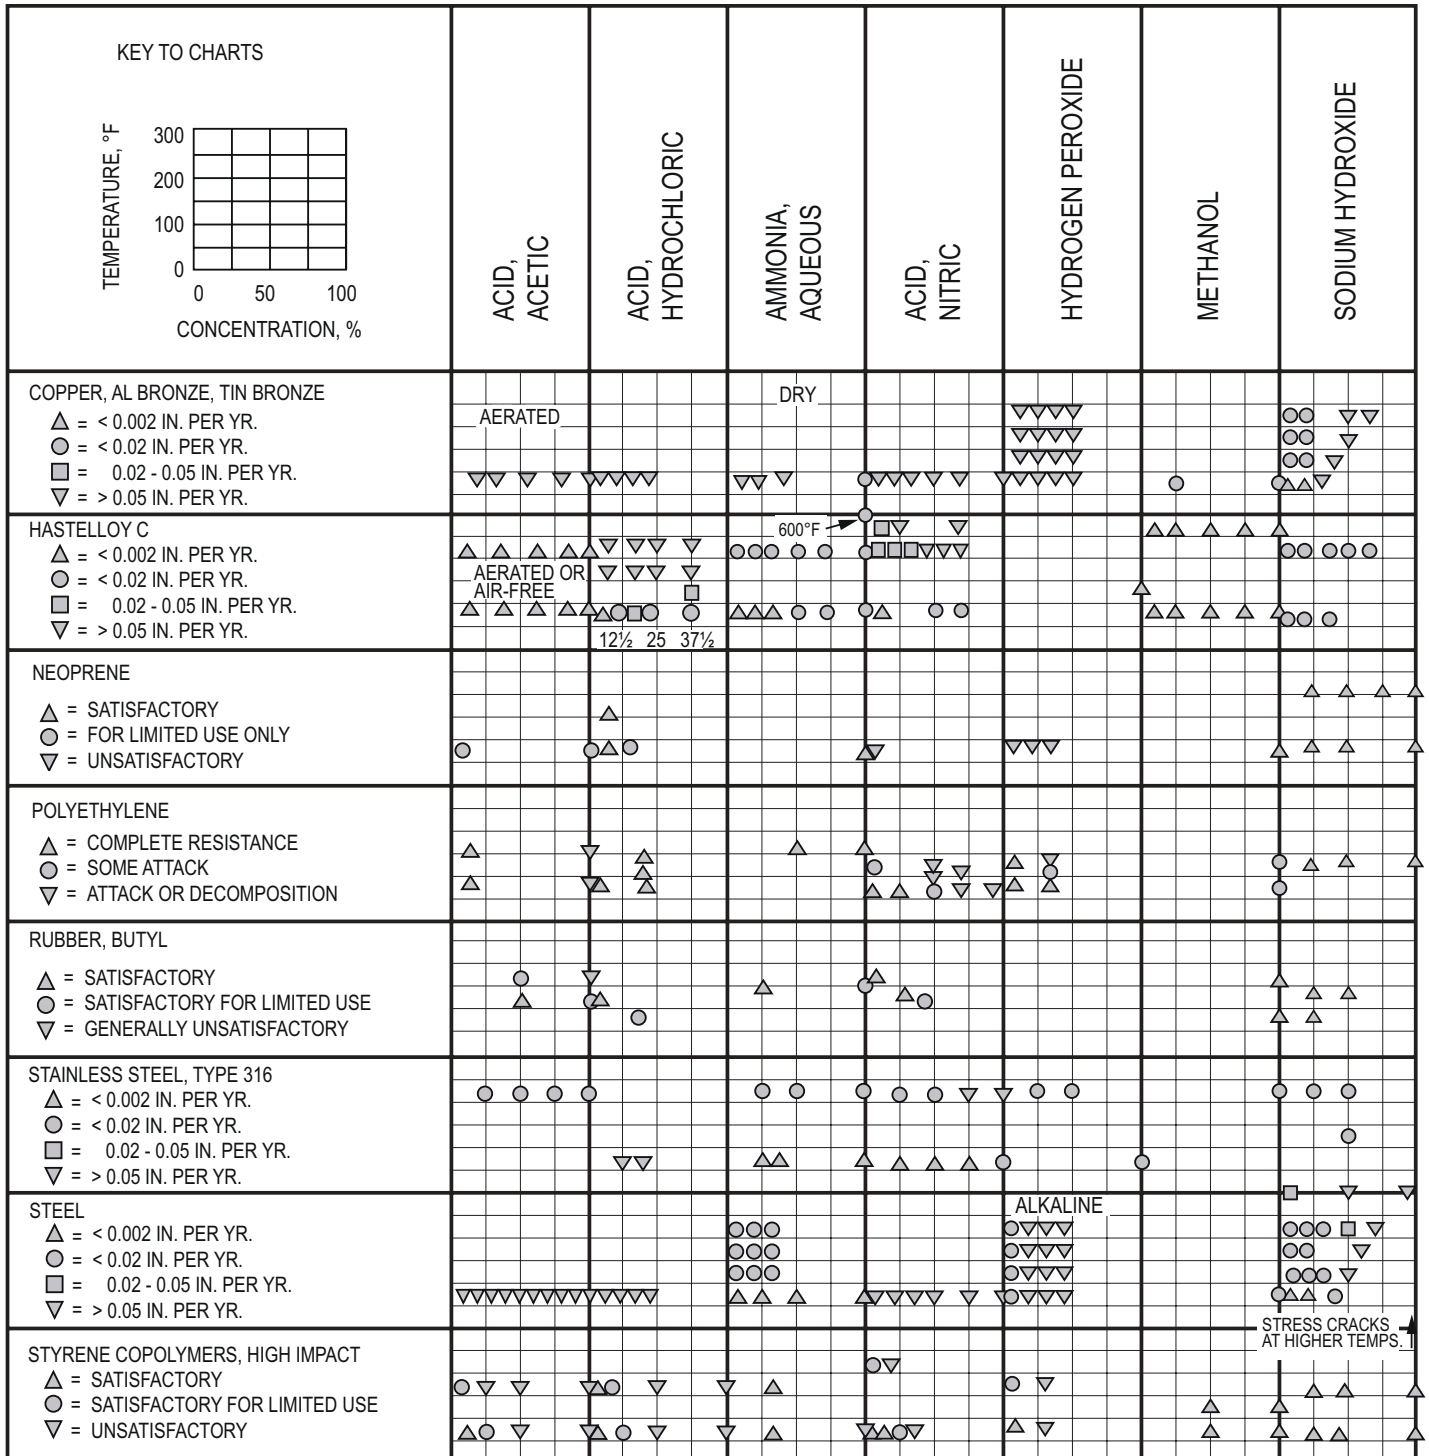 KEY TO CHARTS
TEMPERATURE, °F
300
200
100
0
0 50 100
CONCENTRATION, %
ACID,
ACETIC
ACID,
HYDROCHLORIC
AMMONIA,
AQUEOUS
ACID,
NITRIC
HYDROGEN PEROXIDE
METHANOL
SODIUM HYDROXIDE
COPPER, AL BRONZE, TIN BRONZE
= < 0.002 IN. PER YR.
= < 0.02 IN. PER YR.
= 0.02 - 0.05 IN. PER YR.
= > 0.05 IN. PER YR.
AERATED
DRY
HASTELLOY C
= < 0.002 IN. PER YR.
= < 0.02 IN. PER YR.
= 0.02 - 0.05 IN. PER YR.
= > 0.05 IN. PER YR.
600°F
AERATED OR
AIR-FREE
12½ 25 37½
NEOPRENE
= SATISFACTORY
= FOR LIMITED USE ONLY
= UNSATISFACTORY
POLYETHYLENE
= COMPLETE RESISTANCE
= SOME ATTACK
= ATTACK OR DECOMPOSITION
RUBBER, BUTYL
= SATISFACTORY
= SATISFACTORY FOR LIMITED USE
= GENERALLY UNSATISFACTORY
STAINLESS STEEL, TYPE 316
= < 0.002 IN. PER YR.
= < 0.02 IN. PER YR.
= 0.02 - 0.05 IN. PER YR.
= > 0.05 IN. PER YR.
STEEL
= < 0.002 IN. PER YR.
= < 0.02 IN. PER YR.
= 0.02 - 0.05 IN. PER YR.
= > 0.05 IN. PER YR.
ALKALINE
STRESS CRACKS
AT HIGHER TEMPS.
STYRENE COPOLYMERS, HIGH IMPACT
= SATISFACTORY
= SATISFACTORY FOR LIMITED USE
= UNSATISFACTORY